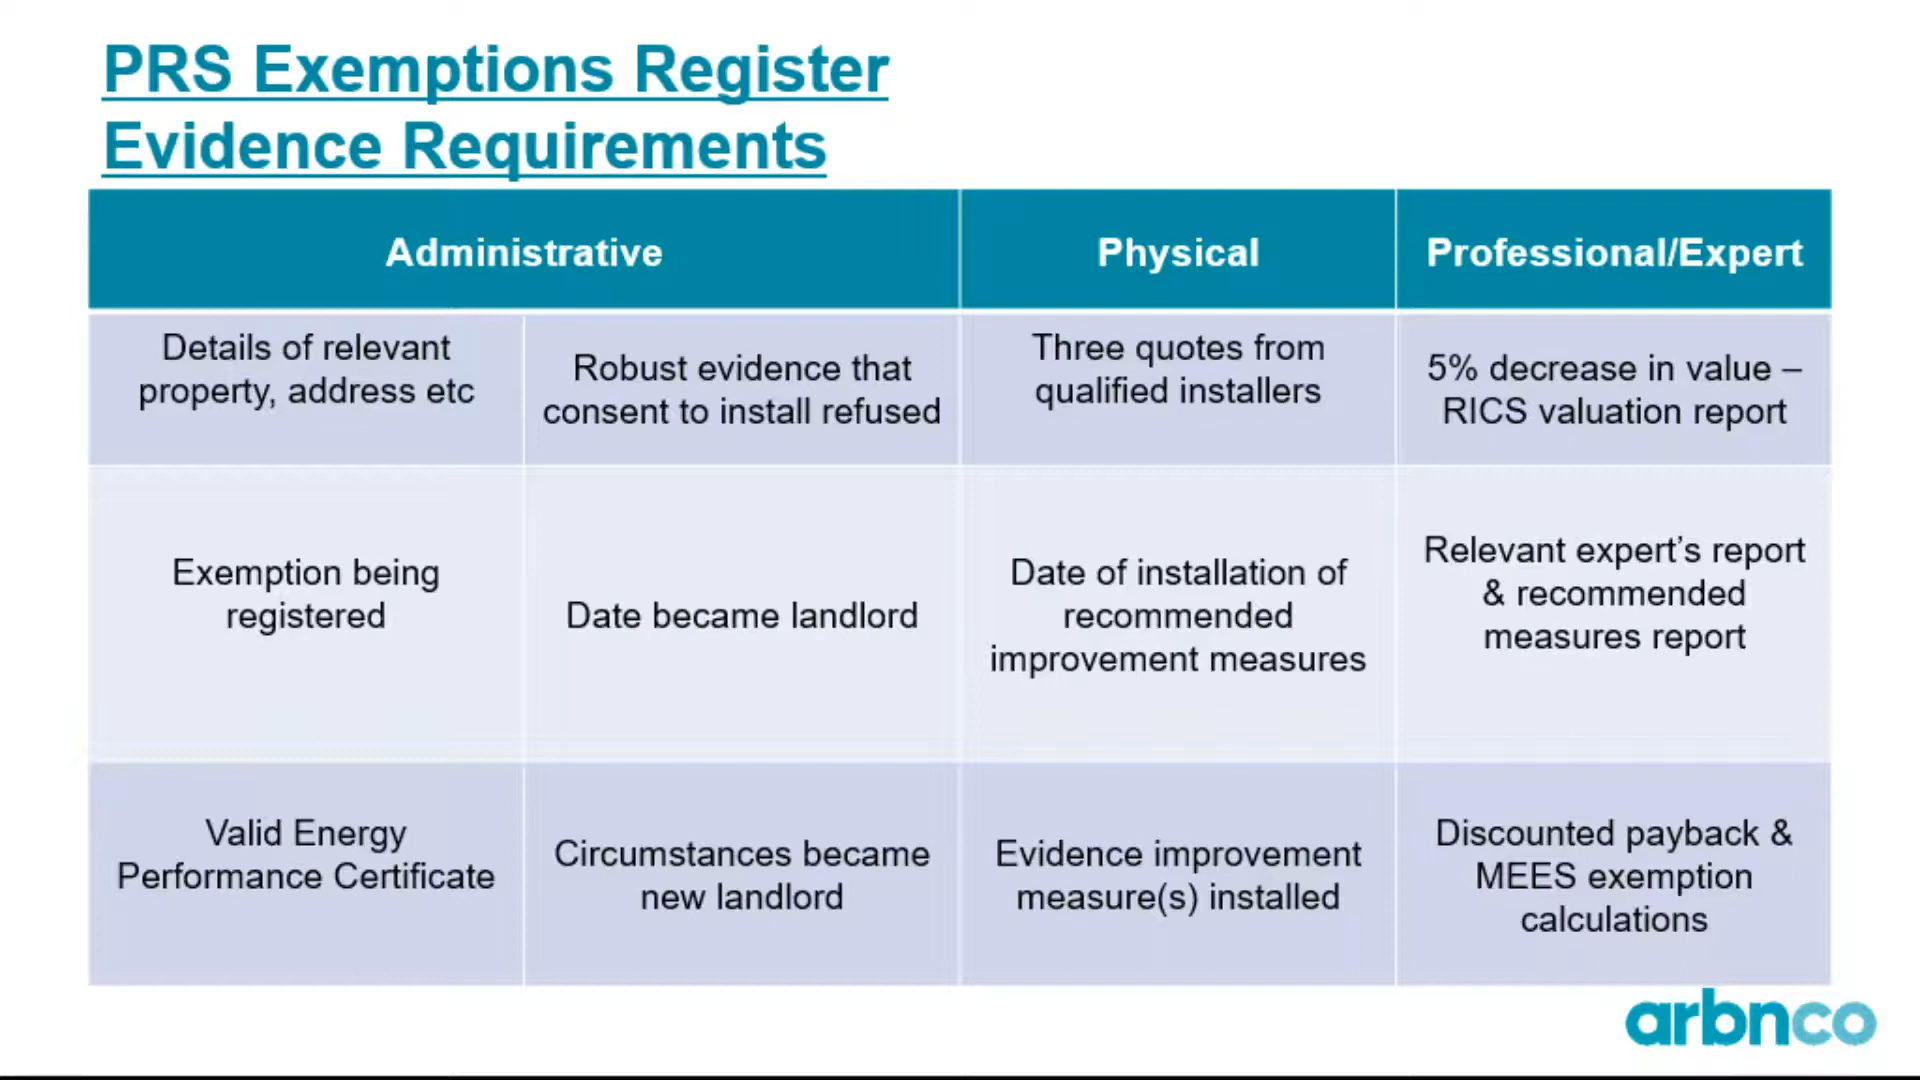 PRS Exemptions Register
Evidence Requirements
Administrative
Physical
Professional/Expert
Details of relevant
property, address etc
Robust evidence that
consent to install refused
Three quotes from
qualified installers
5% decrease in value –
RICS valuation report
Exemption being
registered
Date became landlord
Date of installation of
recommended
improvement measures
Relevant expert’s report
& recommended
measures report
Valid Energy
Performance Certificate
Circumstances became
new landlord
Evidence improvement
measure(s) installed
Discounted payback &
MEES exemption
calculations
arbnco